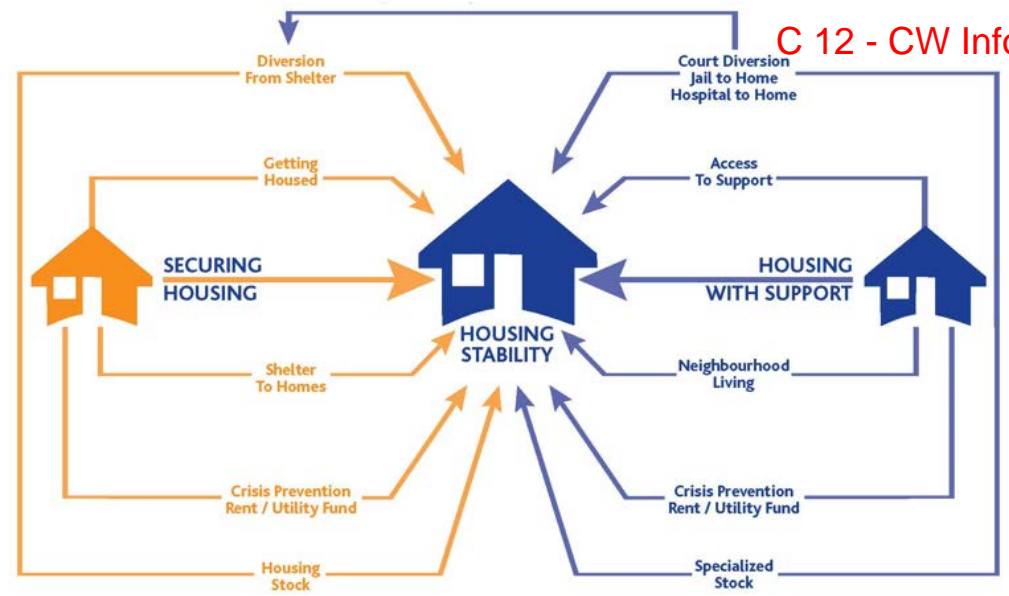 C 12 - CW Info
Diversion
From Shelter
Court Diversion
Jail to Home
Hospital to Home
Getting
Housed
Access
To Support
SECURING
HOUSING
HOUSING
WITH SUPPORT
HOUSING
STABILITY
Shelter
To Homes
Neighbourhood
Living
Crisis Prevention
Rent / Utility Fund
Crisis Prevention
Rent / Utility Fund
Housing
Stock
Specialized
Stock